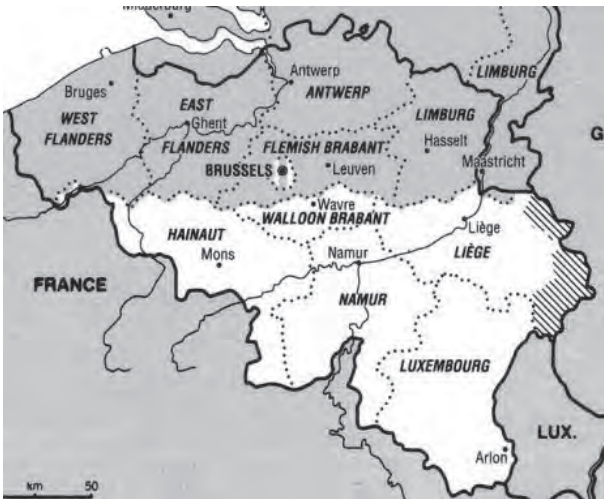 Middelburg
Bruges
WEST
FLANDERS
EAST
Ghent
FLANDERS
Antwerp
ANTWERP
LIMBURG
LIMBURG
Hasselt
Maastricht
G
FLEMISH BRABANT
BRUSSELS
Leuven
Wavre
WALLOON BRABANT
HAINAUT
Mons
Liège
LIÈGE
Namur
NAMUR
FRANCE
LUXEMBOURG
LUX.
Arlon
km 50